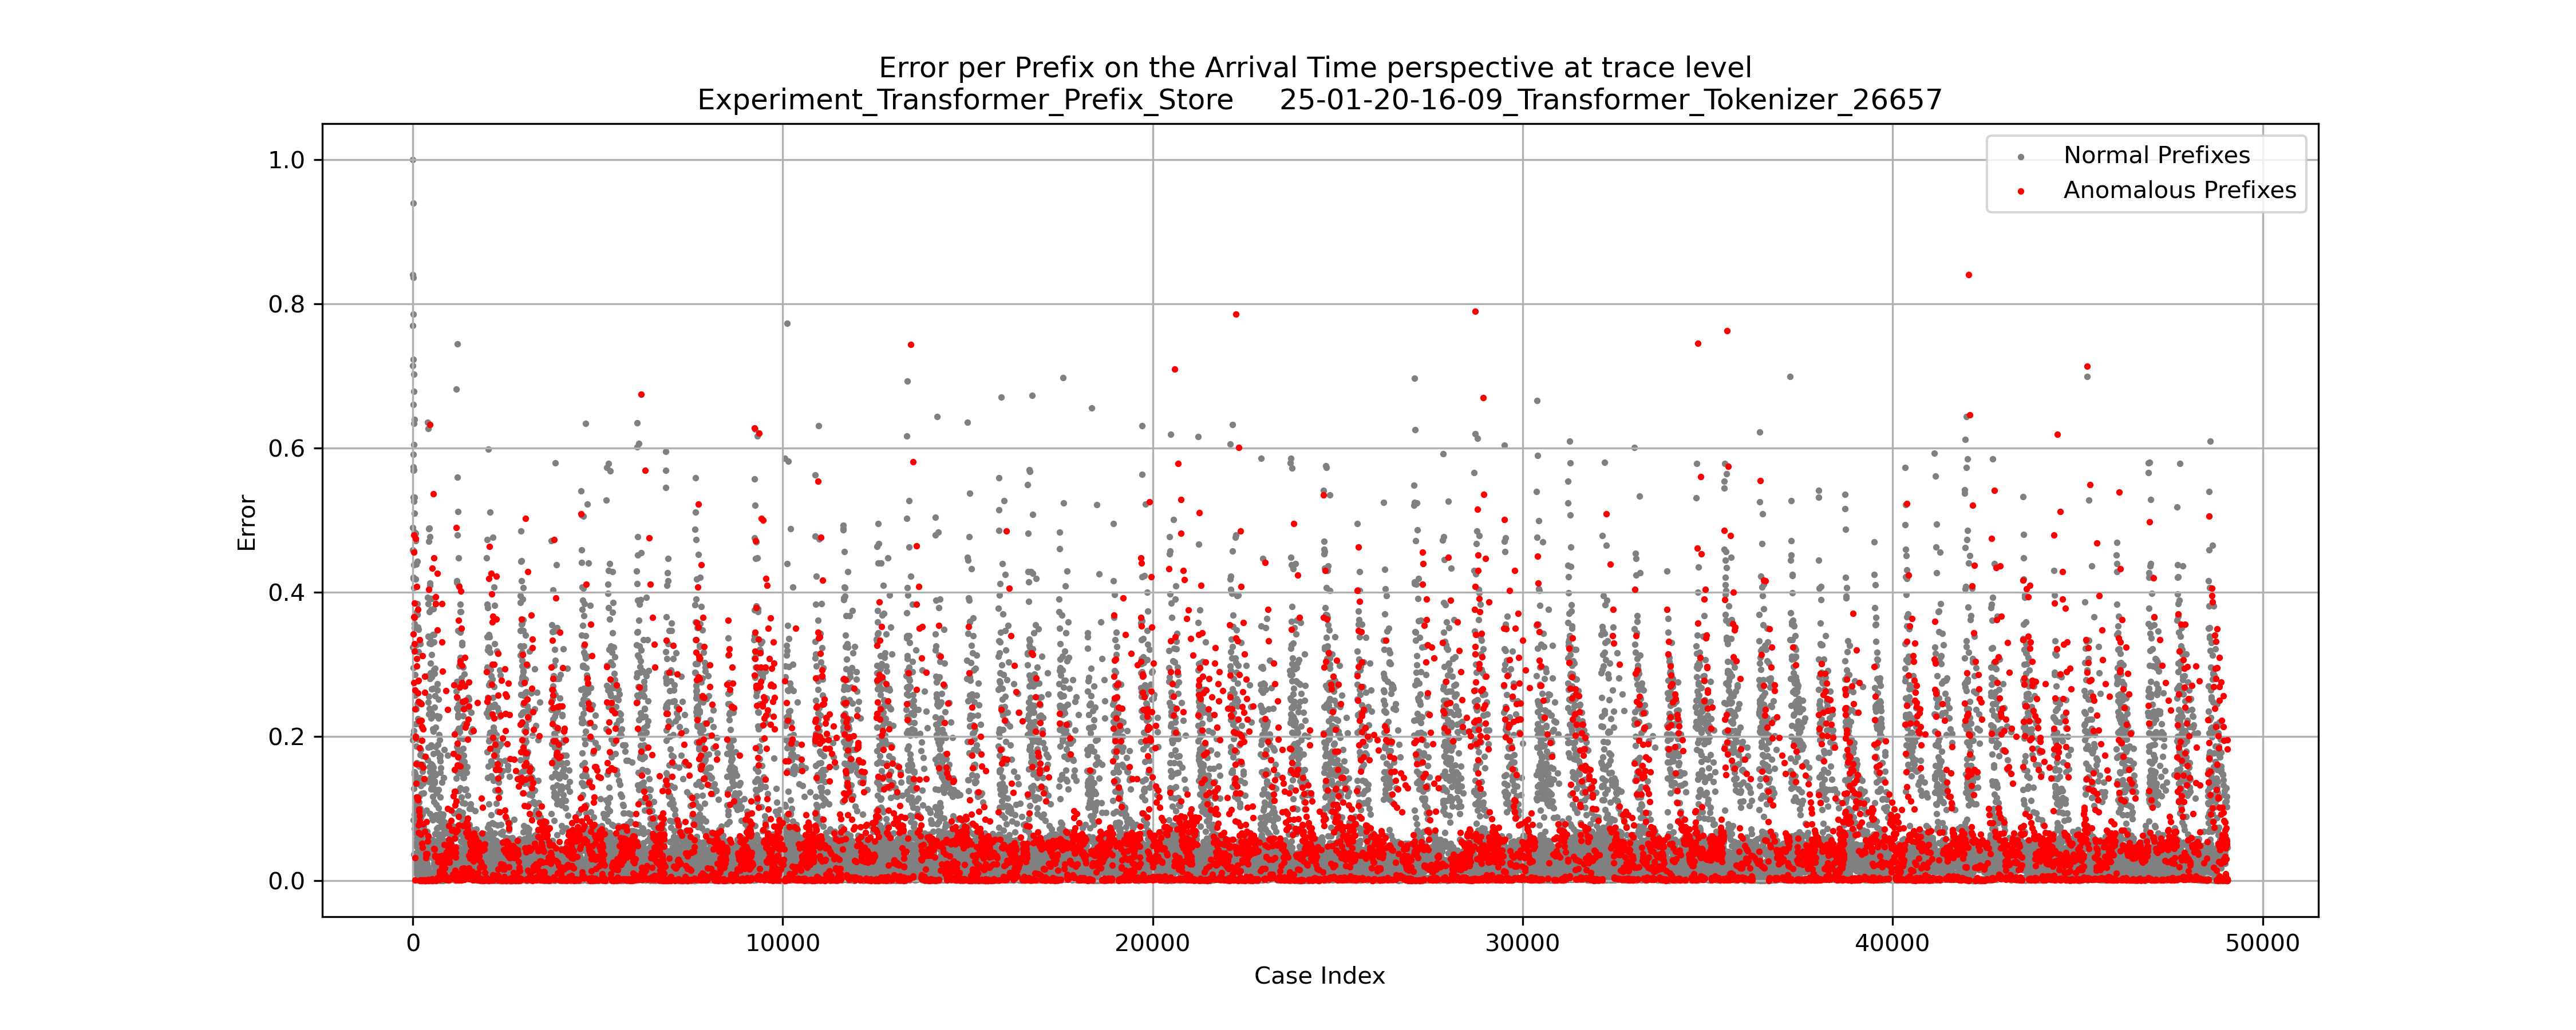 Error per Prefix on the Arrival Time perspective at trace level
Experiment_Transformer_Prefix_Store 25-01-20-16-09_Transformer_Tokenizer_26657
Normal Prefixes
Anomalous Prefixes
1.0
0.8
0.6
0.4
0.2
0.0
Error
0 10000 20000 30000 40000 50000
Case Index